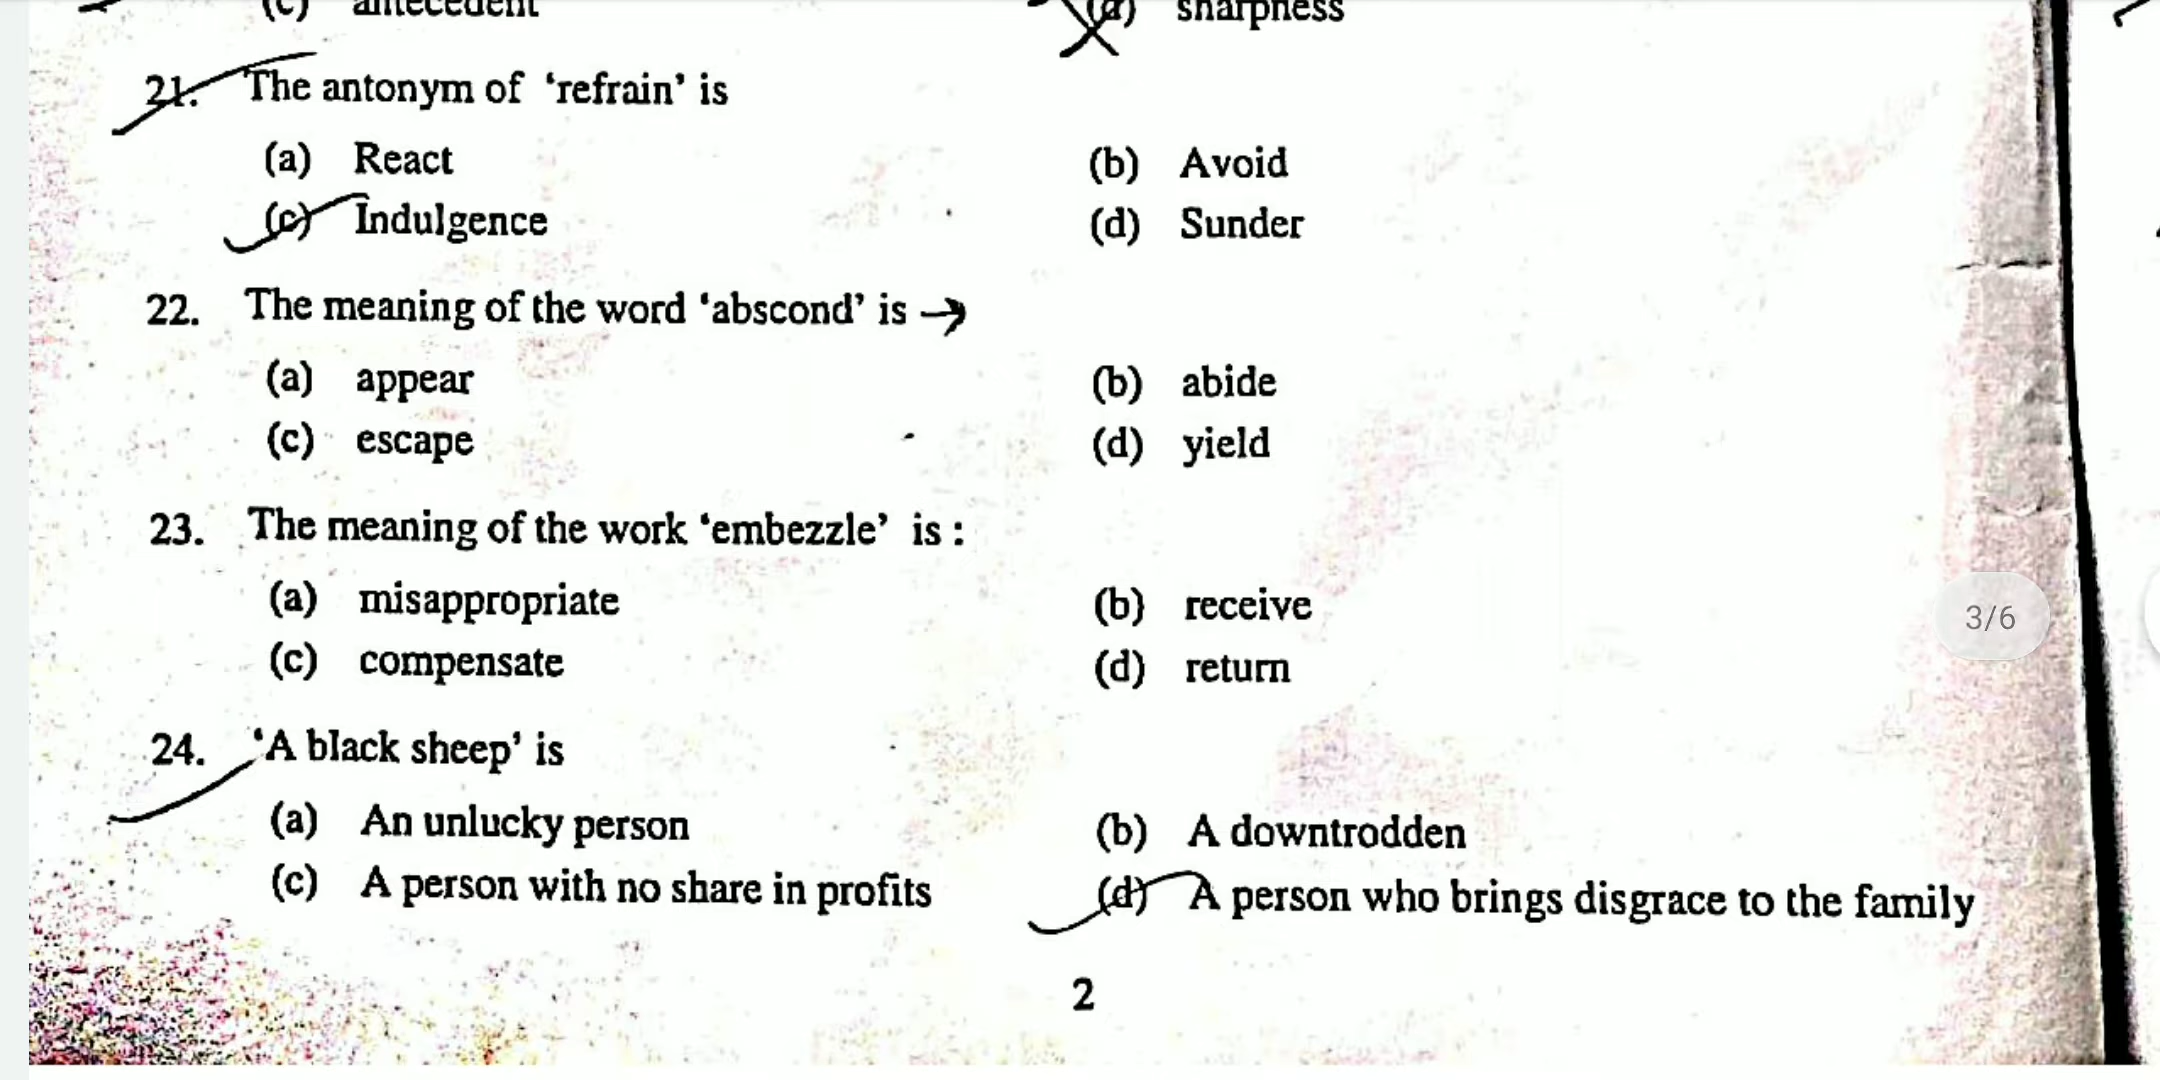 (c) antecedent (d) sharpness
21. The antonym of ‘refrain’ is
(a) React (b) Avoid
(c) Indulgence (d) Sunder
22. The meaning of the word ‘abscond’ is →
(a) appear (b) abide
(c) escape (d) yield
23. The meaning of the work ‘embezzle’ is :
(a) misappropriate (b) receive
(c) compensate (d) return
3/6
24. ‘A black sheep’ is
(a) An unlucky person (b) A downtrodden
(c) A person with no share in profits (d) A person who brings disgrace to the family
2